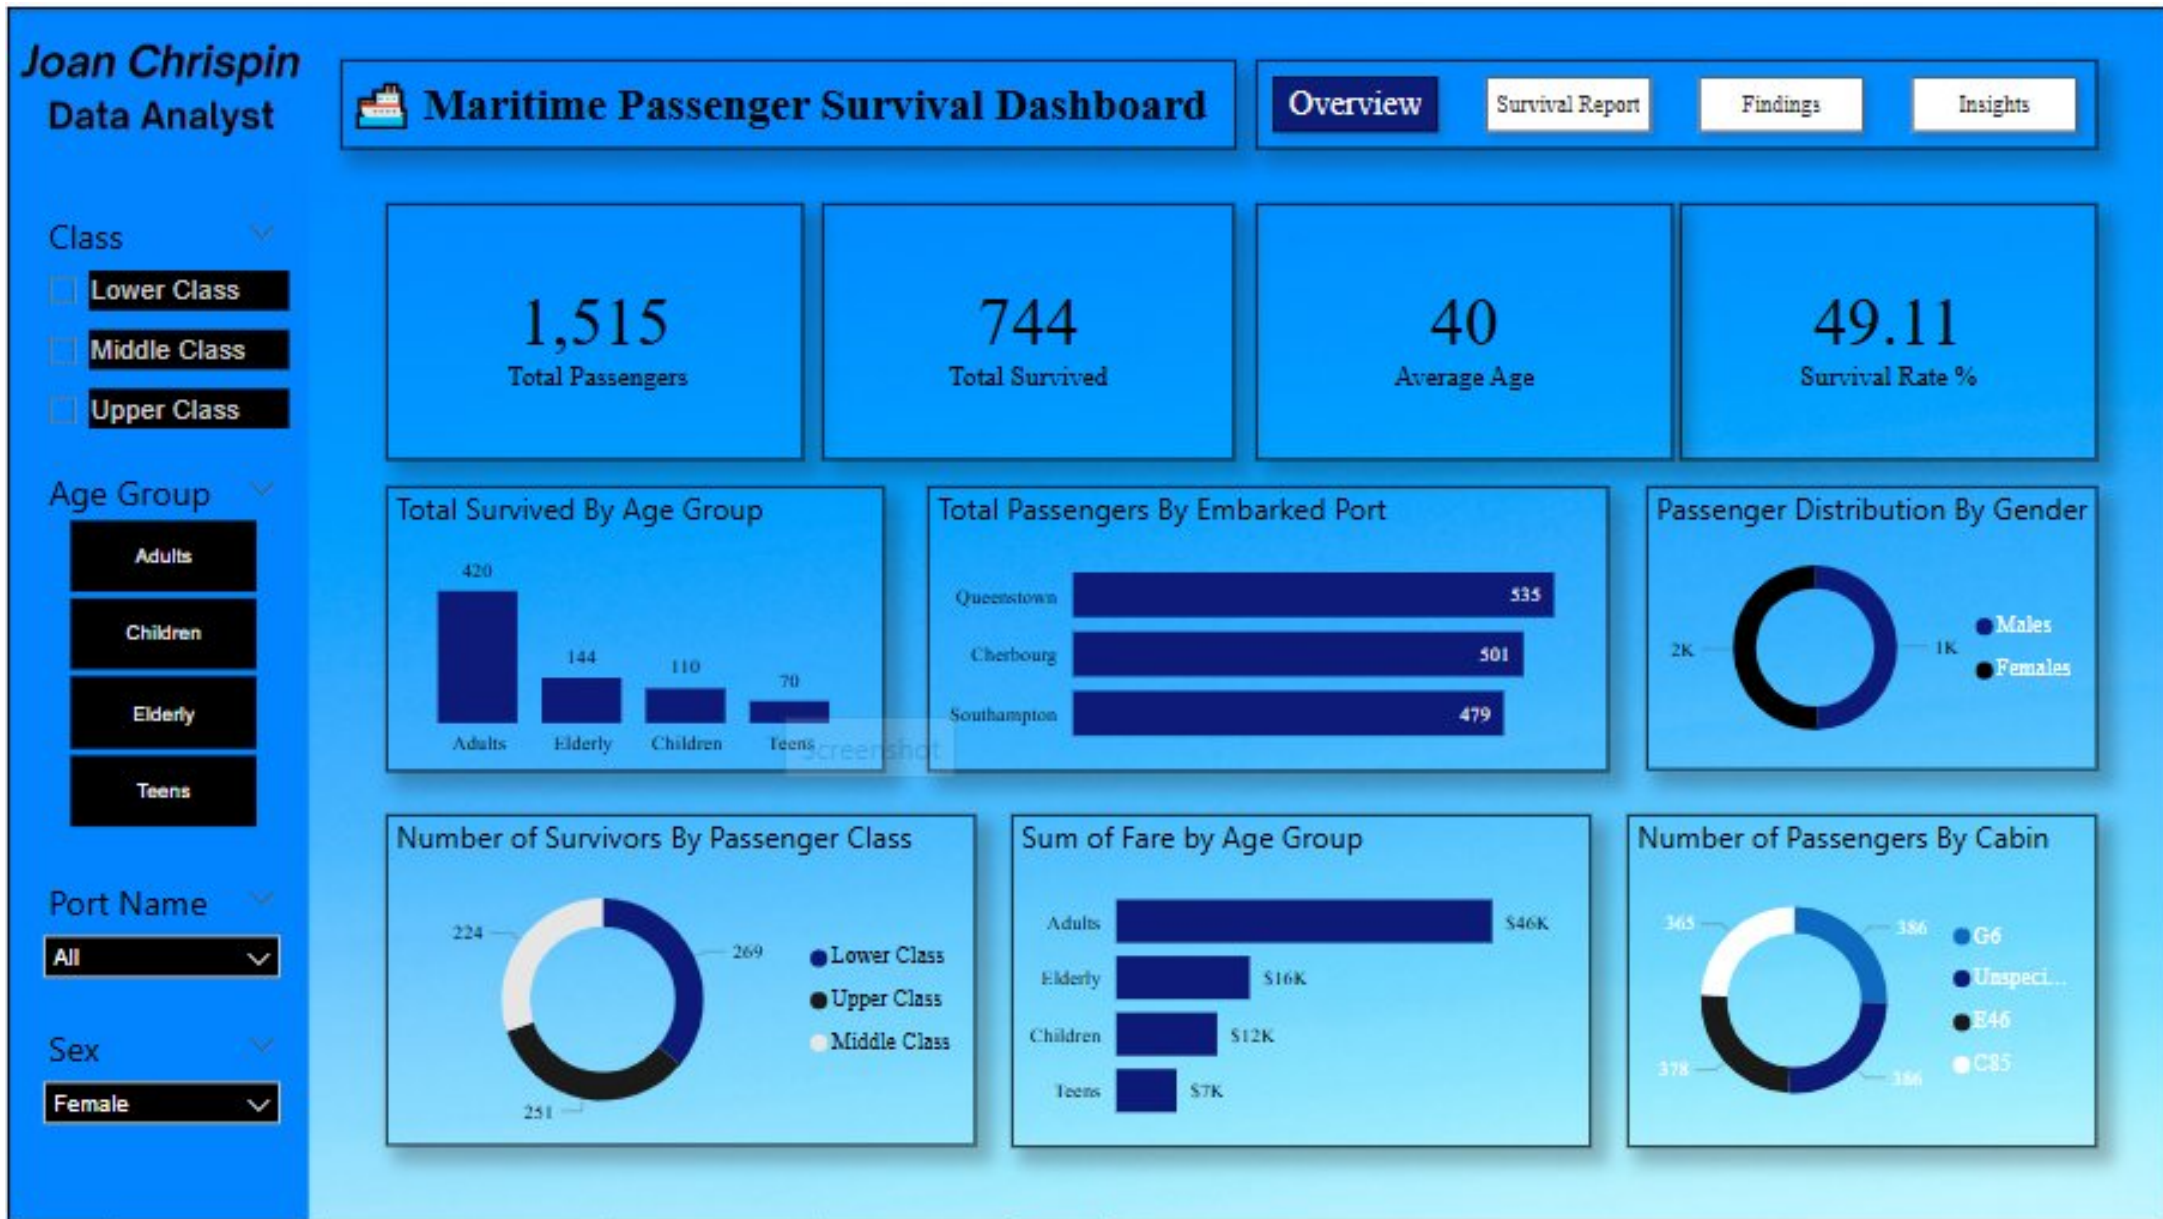 Joan Chrispin
Data Analyst
Maritime Passenger Survival Dashboard
Overview
Survival Report
Findings
Insights
Class
Lower Class
Middle Class
Upper Class
Age Group
Adults
Children
Elderly
Teens
Port Name
All
Sex
Female
1,515
Total Passengers
744
Total Survived
40
Average Age
49.11
Survival Rate %
Total Survived By Age Group
420
144
110
70
Adults
Elderly
Children
Teens
Screenshot
Total Passengers By Embarked Port
Queenstown 535
Cherbourg 501
Southampton 479
Passenger Distribution By Gender
2K
1K
Males
Females
Number of Survivors By Passenger Class
224
269
251
Lower Class
Upper Class
Middle Class
Sum of Fare by Age Group
Adults $46K
Elderly $16K
Children $12K
Teens $7K
Number of Passengers By Cabin
365
386
378
386
G6
Unspeci...
E46
C85